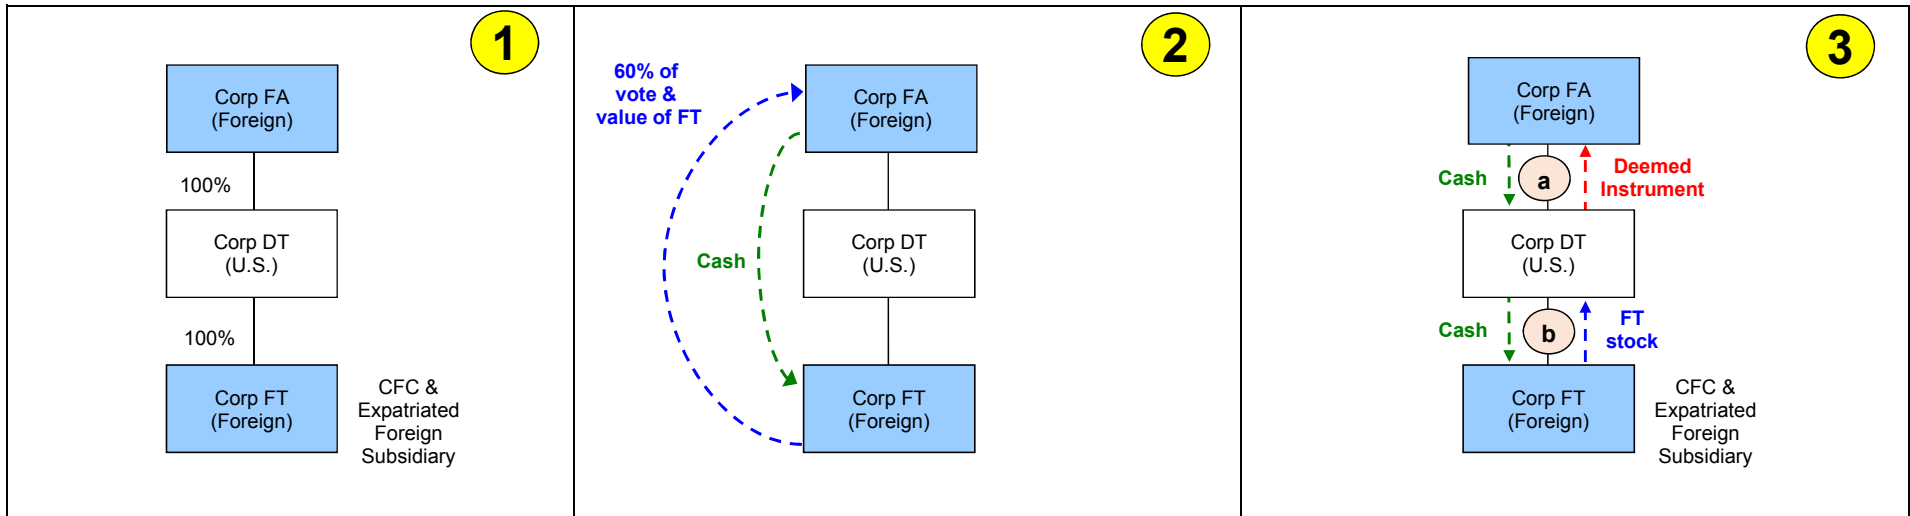 1
Corp FA
(Foreign)
100%
Corp DT
(U.S.)
100%
Corp FT
(Foreign)
CFC &
Expatriated
Foreign
Subsidiary
2
60% of
vote &
value of FT
Corp FA
(Foreign)
Cash
Corp DT
(U.S.)
Corp FT
(Foreign)
3
Corp FA
(Foreign)
Cash
a
Deemed
Instrument
Corp DT
(U.S.)
Cash
b
FT
stock
Corp FT
(Foreign)
CFC &
Expatriated
Foreign
Subsidiary